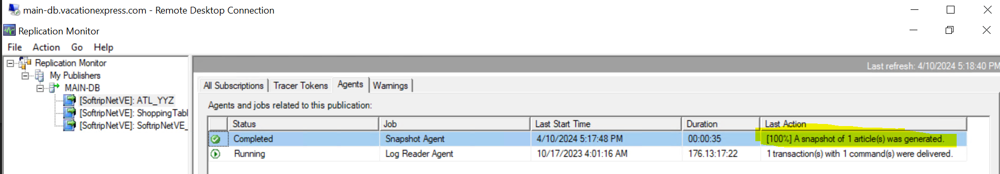 main-db.vacationexpress.com - Remote Desktop Connection
Replication Monitor
File Action Go Help
Replication Monitor
My Publishers
MAIN-DB
[SoftripNetVE]: ATL_YYZ
[SoftripNetVE]: ShoppingTabl
[SoftripNetVE]: SoftripNetVE_
Last refresh: 4/10/2024 5:18:40 PM
All Subscriptions Tracer Tokens Agents Warnings
Agents and jobs related to this publication:
Status Job Last Start Time Duration Last Action
Completed Snapshot Agent 4/10/2024 5:17:48 PM 00:00:35 [100%] A snapshot of 1 article(s) was generated.
Running Log Reader Agent 10/17/2023 4:01:16 AM 176.13:17:22 1 transaction(s) with 1 command(s) were delivered.